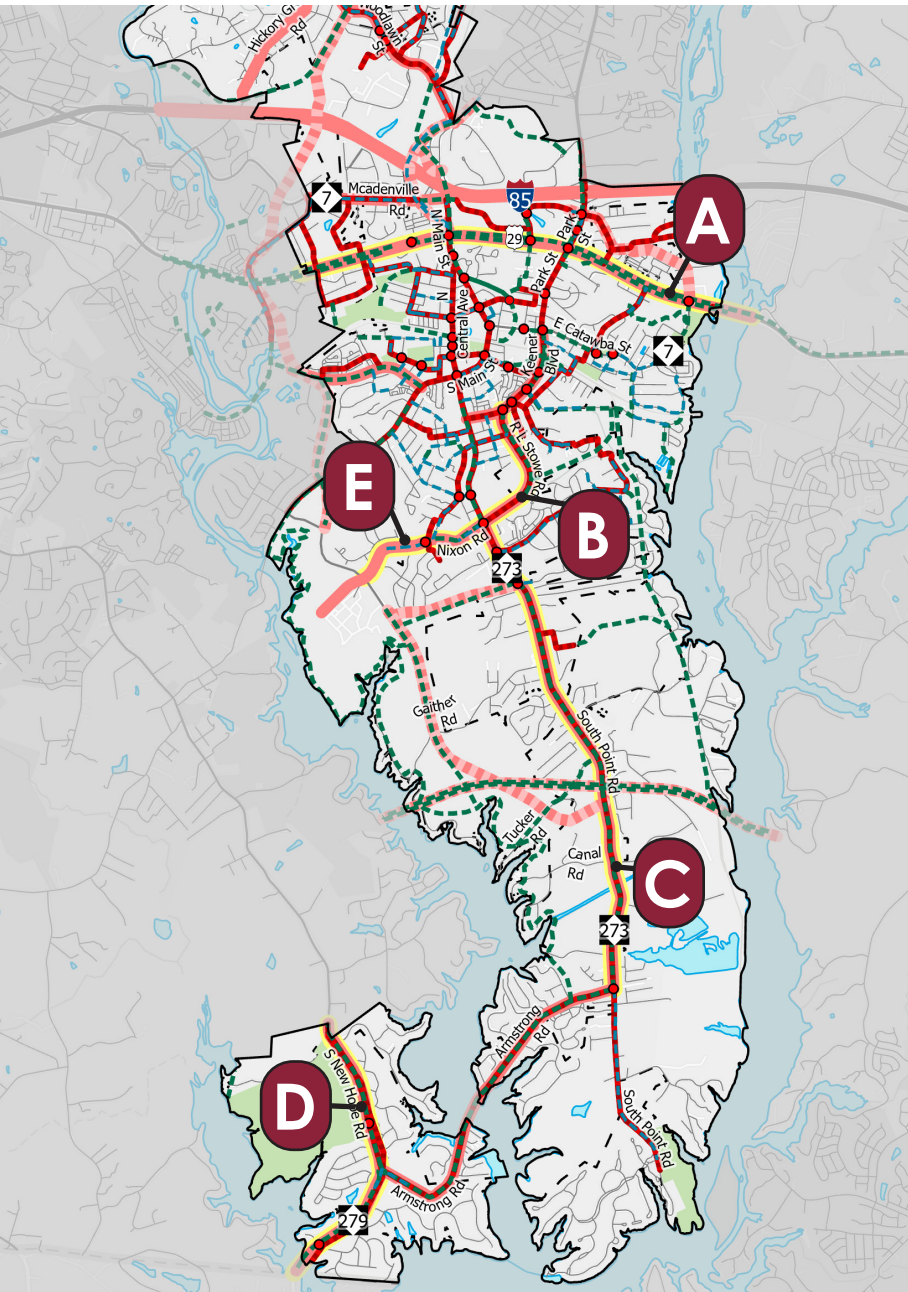 Woodlawn
St
Hickory Gr
Rd
7
Mcadenville
Rd
85
A
N Main St
29
Park
St
Park St
N
Central Ave
E Catawba St
7
Keener
Blvd
S Main St
R L Stowe Rd
E
B
Nixon Rd
273
Gaither
Rd
South Point Rd
Tucker
Rd
Canal
Rd
C
273
Armstrong
Rd
S New Hope Rd
D
South Point Rd
Armstrong Rd
279